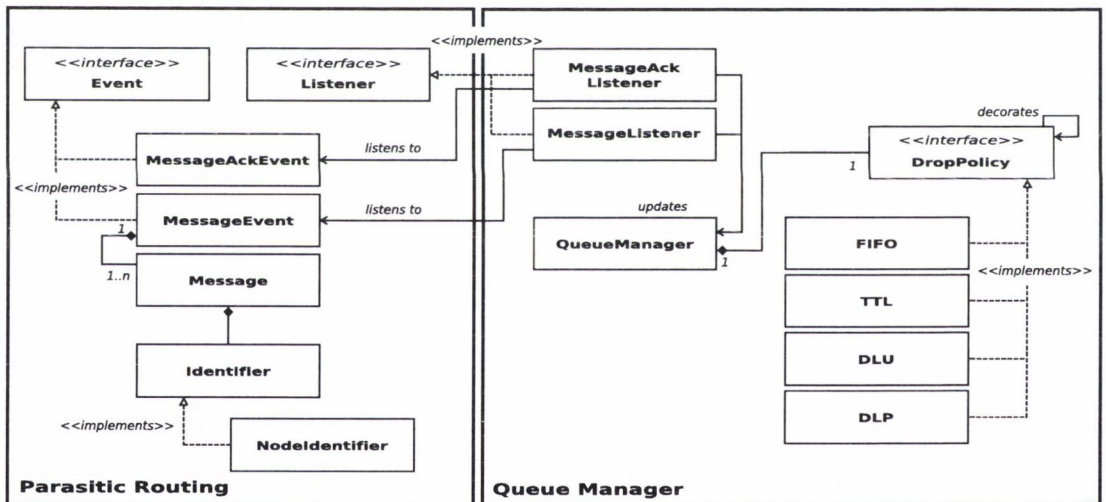 <<implements>>
<<interface>>
Event
<<interface>>
Listener
MessageAck
Listener
MessageListener
decorates
<<interface>>
DropPolicy
MessageAckEvent
listens to
1
<<implements>>
MessageEvent
listens to
updates
1
QueueManager
1
FIFO
1..n
Message
<<implements>>
TTL
Identifier
DLU
<<implements>>
DLP
NodeIdentifier
Parasitic Routing
Queue Manager